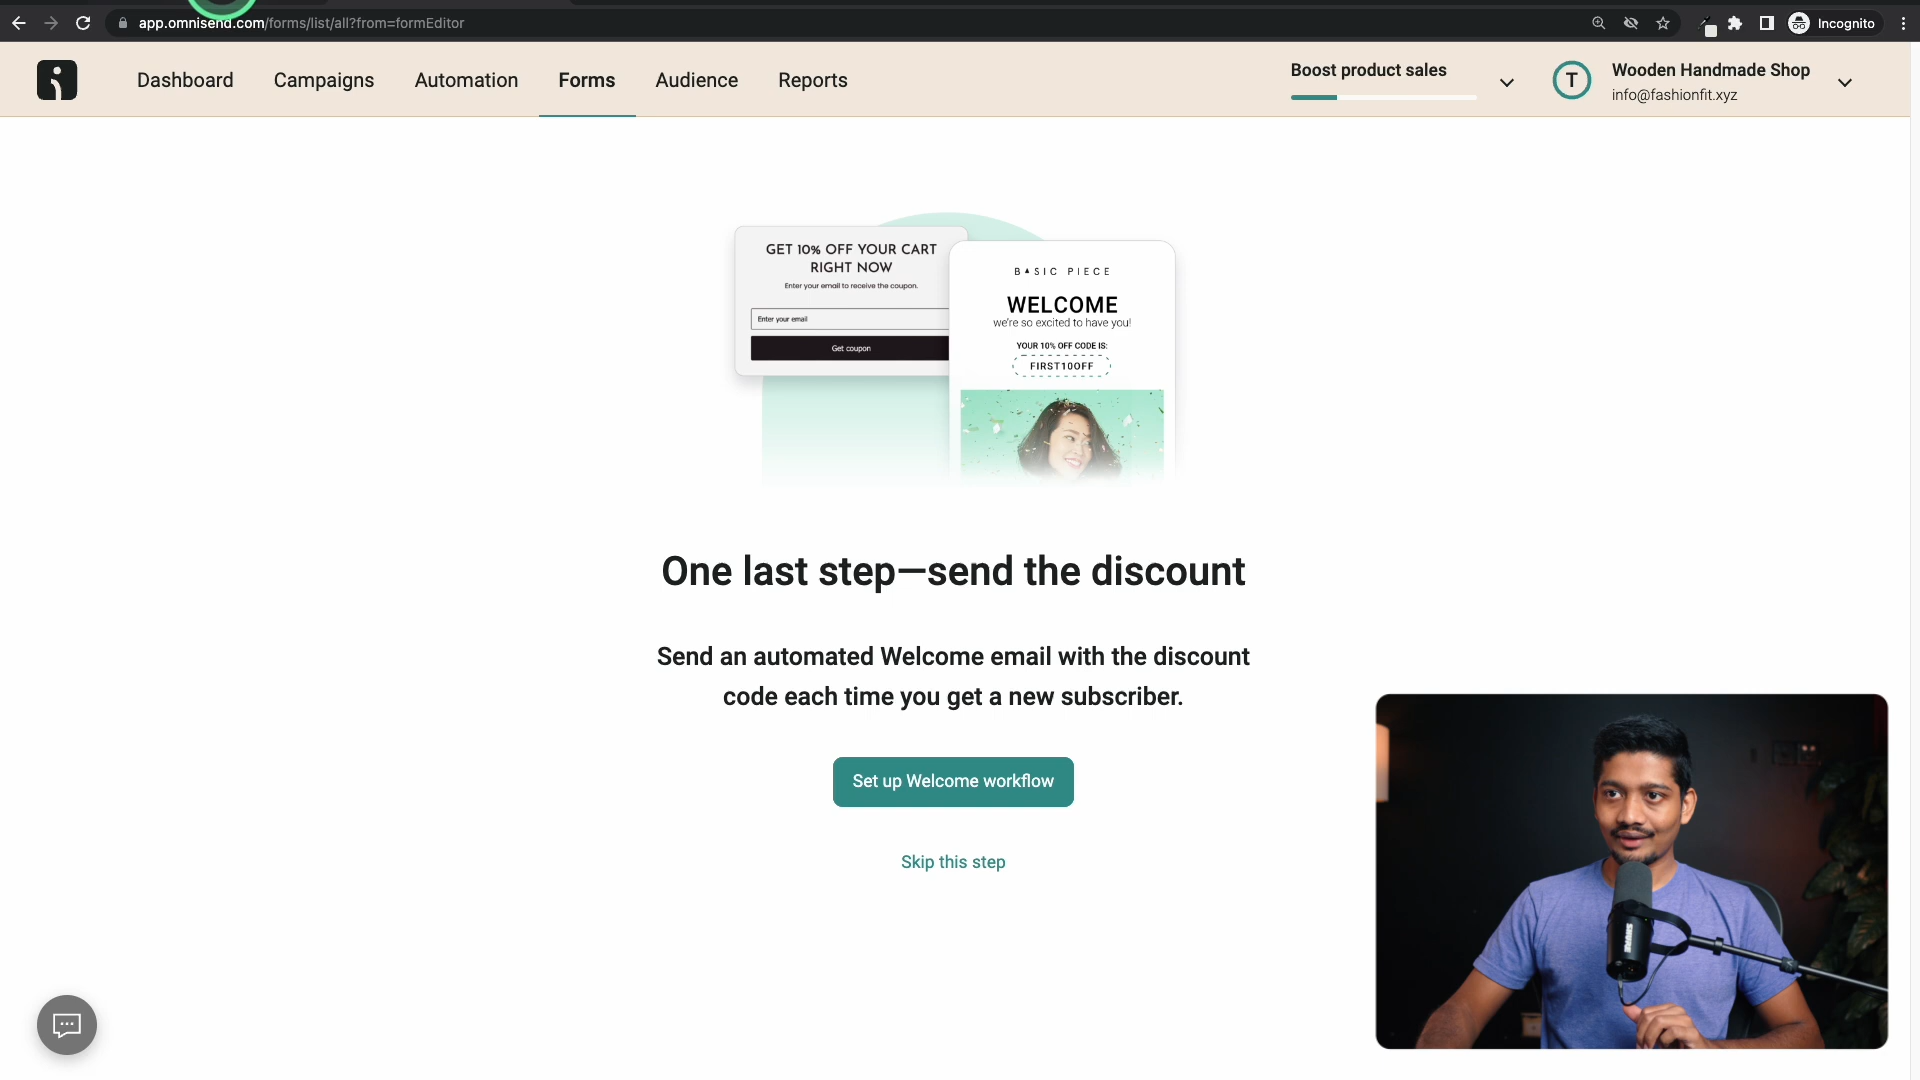 app.omnisend.com/forms/list/all?from=formEditor
Incognito
Dashboard
Campaigns
Automation
Forms
Audience
Reports
Boost product sales
T
Wooden Handmade Shop
info@fashionfit.xyz
GET 10% OFF YOUR CART
RIGHT NOW
Enter your email to receive the coupon.
Enter your email
Get coupon
BASIC PIECE
WELCOME
we're so excited to have you!
YOUR 10% OFF CODE IS:
FIRST10OFF
One last step—send the discount
Send an automated Welcome email with the discount
code each time you get a new subscriber.
Set up Welcome workflow
Skip this step
SHURE